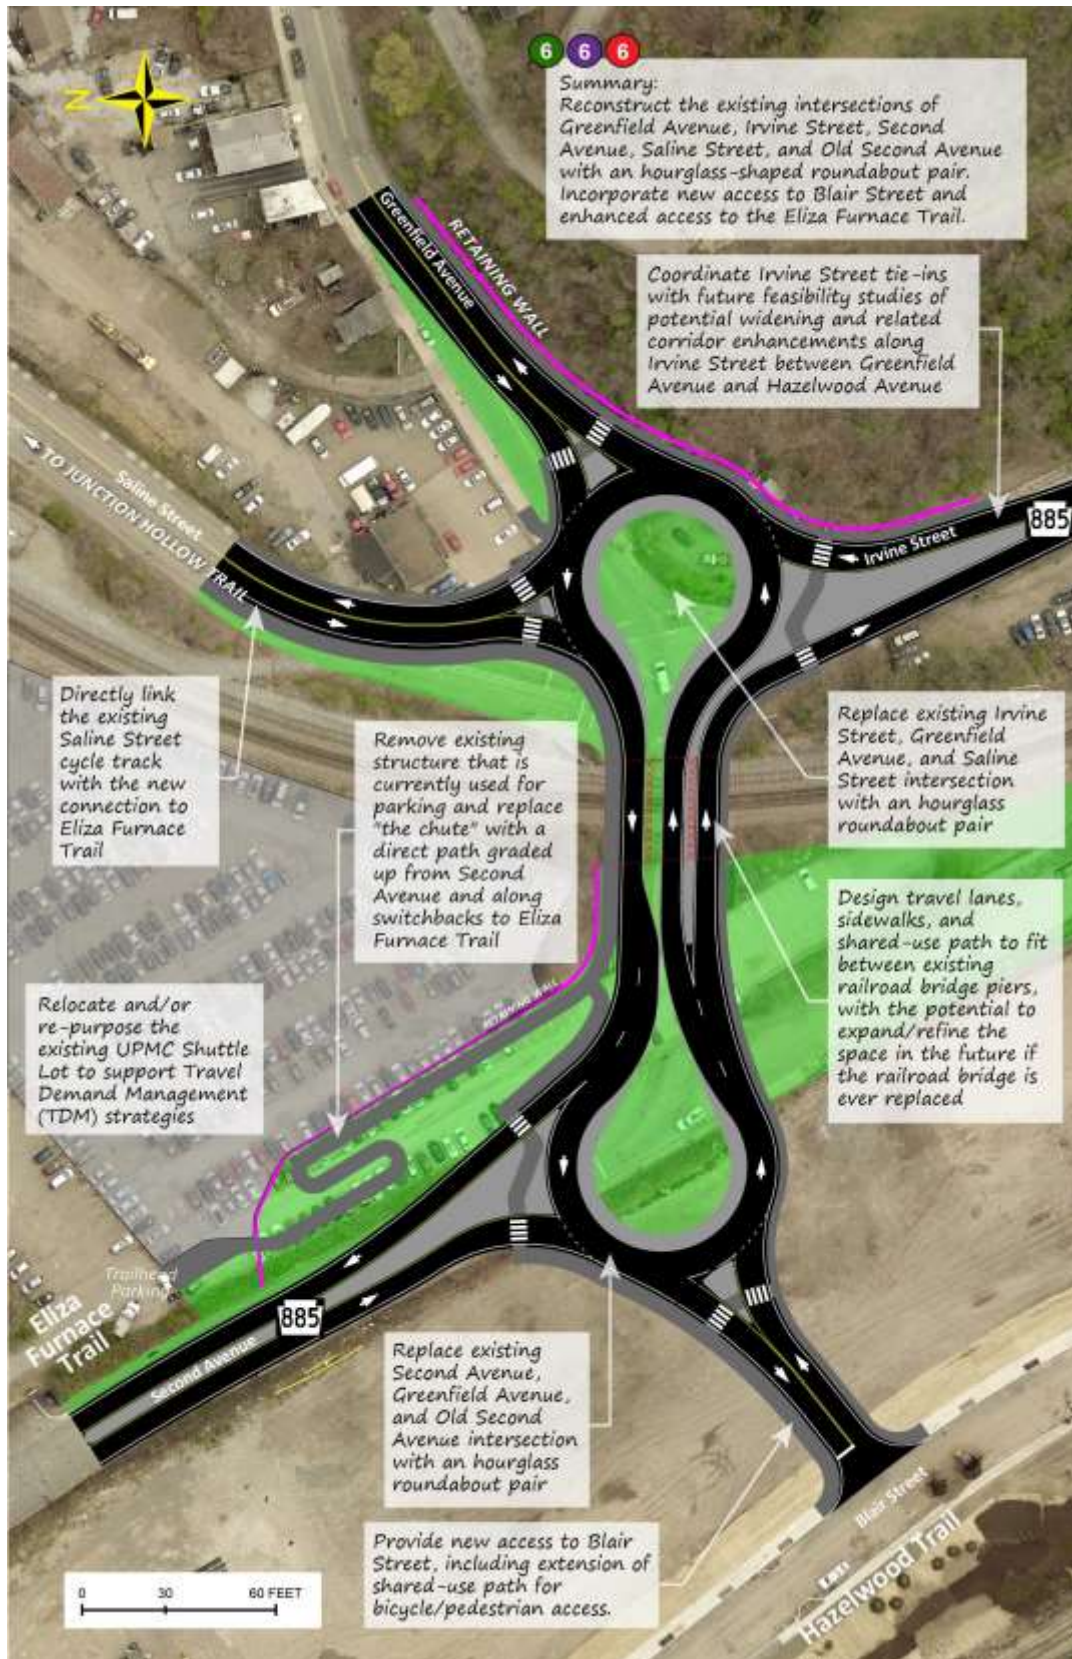 N
6 6 6
Summary:
Reconstruct the existing intersections of
Greenfield Avenue, Irvine Street, Second
Avenue, Saline Street, and Old Second Avenue
with an hourglass-shaped roundabout pair.
Incorporate new access to Blair Street and
enhanced access to the Eliza Furnace Trail.
Greenfield Avenue
RETAINING WALL
Coordinate Irvine Street tie-ins
with future feasibility studies of
potential widening and related
corridor enhancements along
Irvine Street between Greenfield
Avenue and Hazelwood Avenue
Saline Street
TO JUNCTION HOLLOW TRAIL
885
Irvine Street
Directly link
the existing
Saline Street
cycle track
with the new
connection to
Eliza Furnace
Trail
Remove existing
structure that is
currently used for
parking and replace
"the chute" with a
direct path graded
up from Second
Avenue and along
switchbacks to Eliza
Furnace Trail
Replace existing Irvine
Street, Greenfield
Avenue, and Saline
Street intersection
with an hourglass
roundabout pair
Design travel lanes,
sidewalks, and
shared-use path to fit
between existing
railroad bridge piers,
with the potential to
expand/refine the
space in the future if
the railroad bridge is
ever replaced
Relocate and/or
re-purpose the
existing UPMC Shuttle
Lot to support Travel
Demand Management
(TDM) strategies
RETAINING WALL
Trailhead
Parking
Eliza
Furnace
Trail
885
Second Avenue
Replace existing
Second Avenue,
Greenfield Avenue,
and Old Second
Avenue intersection
with an hourglass
roundabout pair
Blair Street
Hazelwood Trail
Provide new access to Blair
Street, including extension of
shared-use path for
bicycle/pedestrian access.
0 30 60 FEET